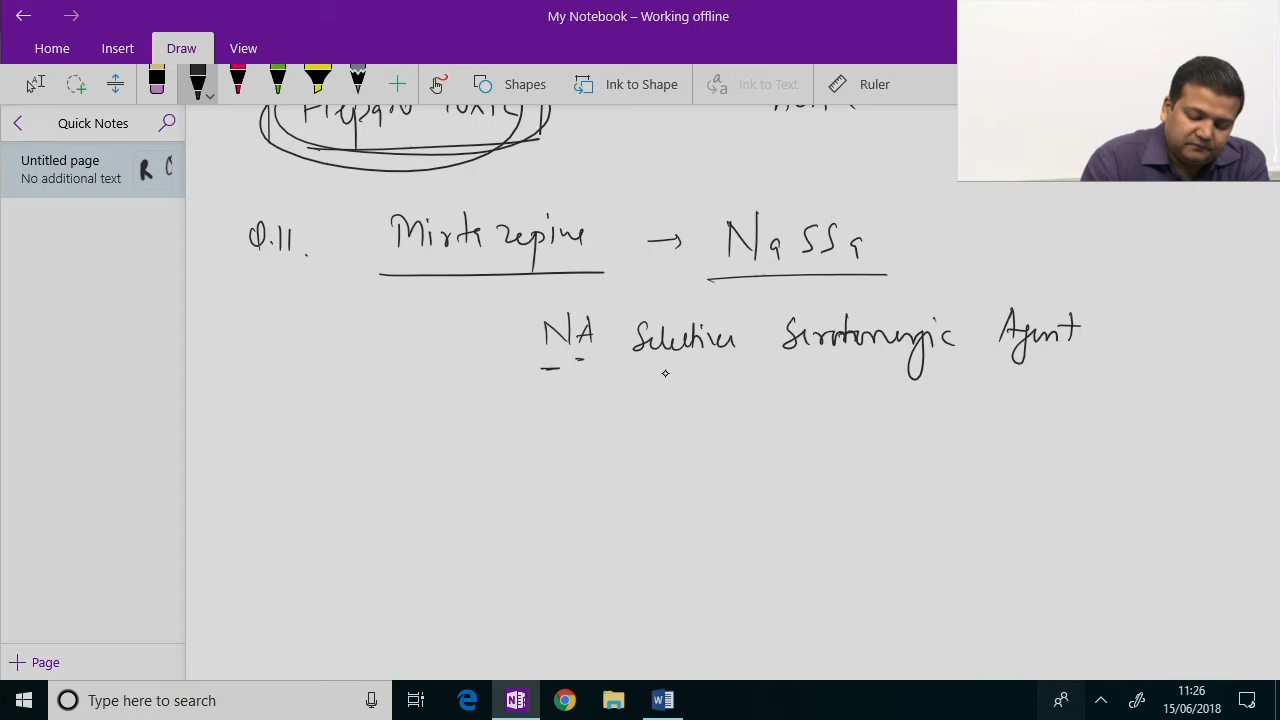 My Notebook – Working offline
Home Insert Draw View
Shapes Ink to Shape Ink to Text Ruler
Quick Notes
Untitled page
No additional text
R C
Q.11. Mirtazepine → NaSSa
NA Selective Serotonergic Agent
+ Page
Type here to search
11:26
15/06/2018